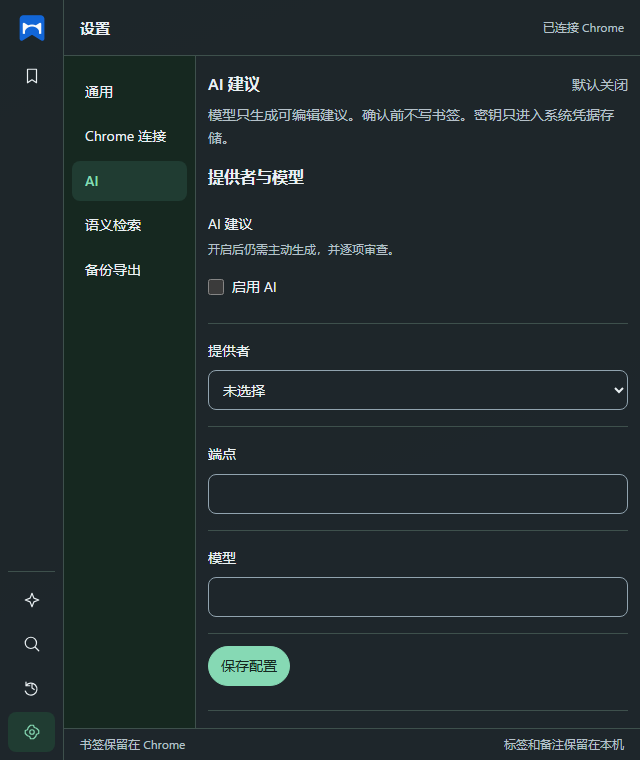 设置
已连接 Chrome
通用
Chrome 连接
AI
语义检索
备份导出
AI 建议
默认关闭
模型只生成可编辑建议。确认前不写书签。密钥只进入系统凭据存
储。
提供者与模型
AI 建议
开启后仍需主动生成，并逐项审查。
启用 AI
提供者
未选择
端点
模型
保存配置
书签保留在 Chrome
标签和备注保留在本机